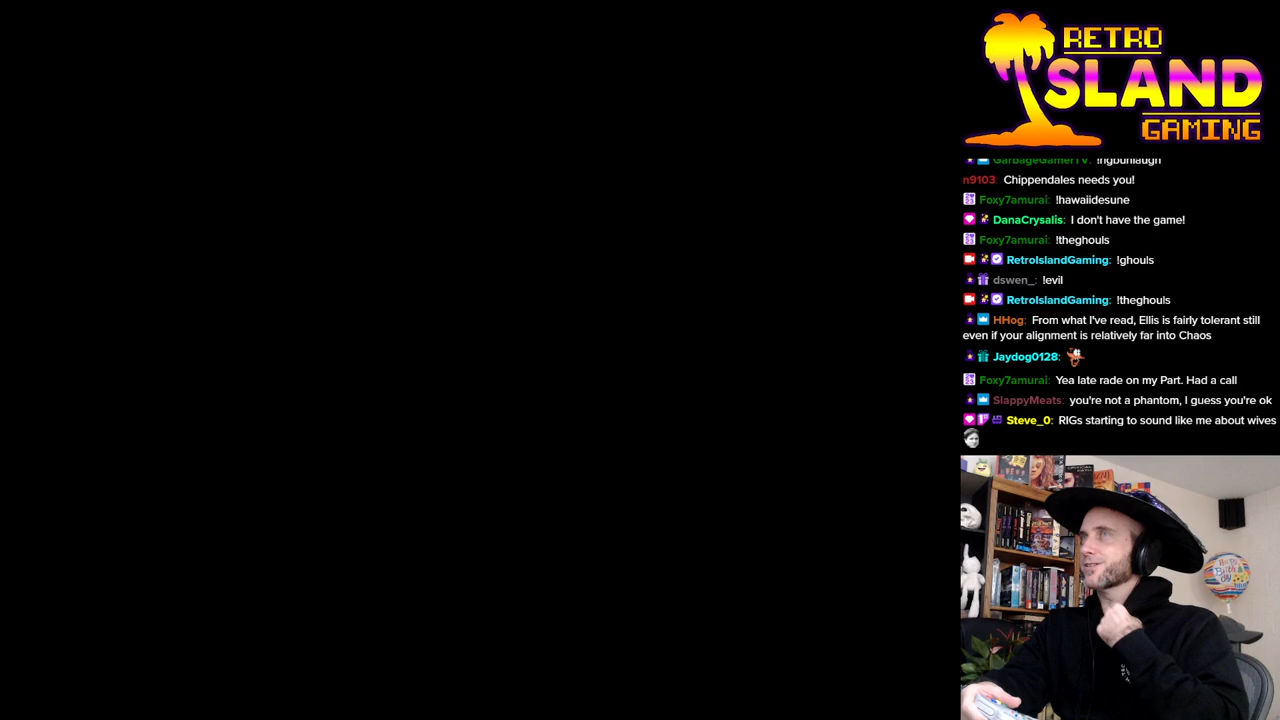 RETRO
ISLAND
GAMING
GarbageGamerTV: !rigbunlaugh
n9103: Chippendales needs you!
Foxy7amurai: !hawaiidesune
DanaCrysalis: I don't have the game!
Foxy7amurai: !theghouls
RetroIslandGaming: !ghouls
dswen_: !evil
RetroIslandGaming: !theghouls
HHog: From what I've read, Ellis is fairly tolerant still
even if your alignment is relatively far into Chaos
Jaydog0128:
Foxy7amurai: Yea late rade on my Part. Had a call
SlappyMeats: you're not a phantom, I guess you're ok
Steve_0: RIGs starting to sound like me about wives